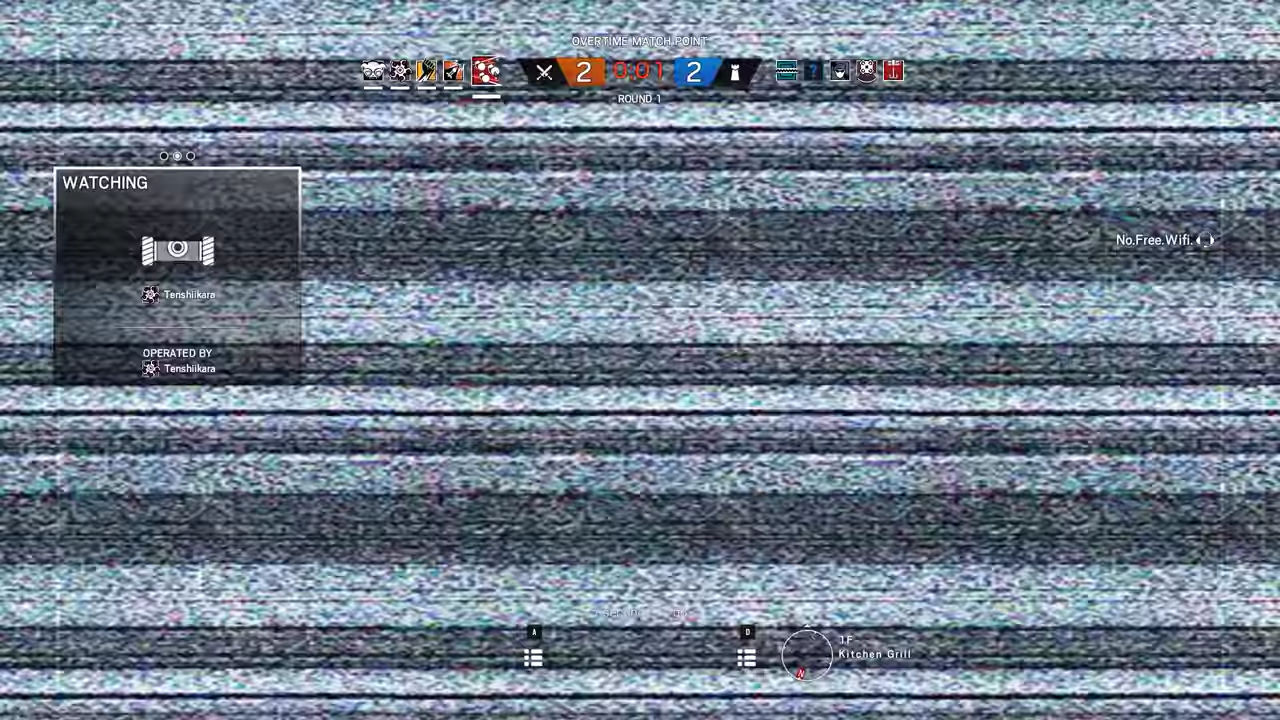 OVERTIME MATCH POINT
2 0:01 2
?
ROUND 1
WATCHING
No.Free.Wifi.
Tenshiikara
OPERATED BY
Tenshiikara
A D
1F
Kitchen Grill
N